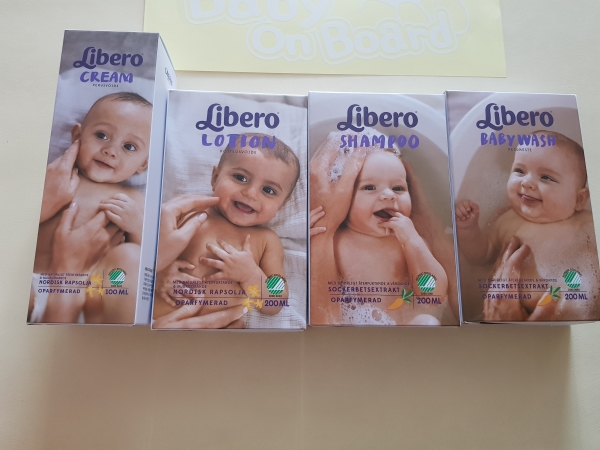 Baby
On Board
Libero
CREAM
100 ML
NORDISK RAPSOLJA
OPARFYMERAD
Libero
LOTION
NORDISK RAPSOLJA
OPARFYMERAD
200 ML
Libero
SHAMPOO
SOCKERBETSEXTRAKT
OPARFYMERAD
200 ML
Libero
BABYWASH
SOCKERBETSEXTRAKT
OPARFYMERAD
200 ML